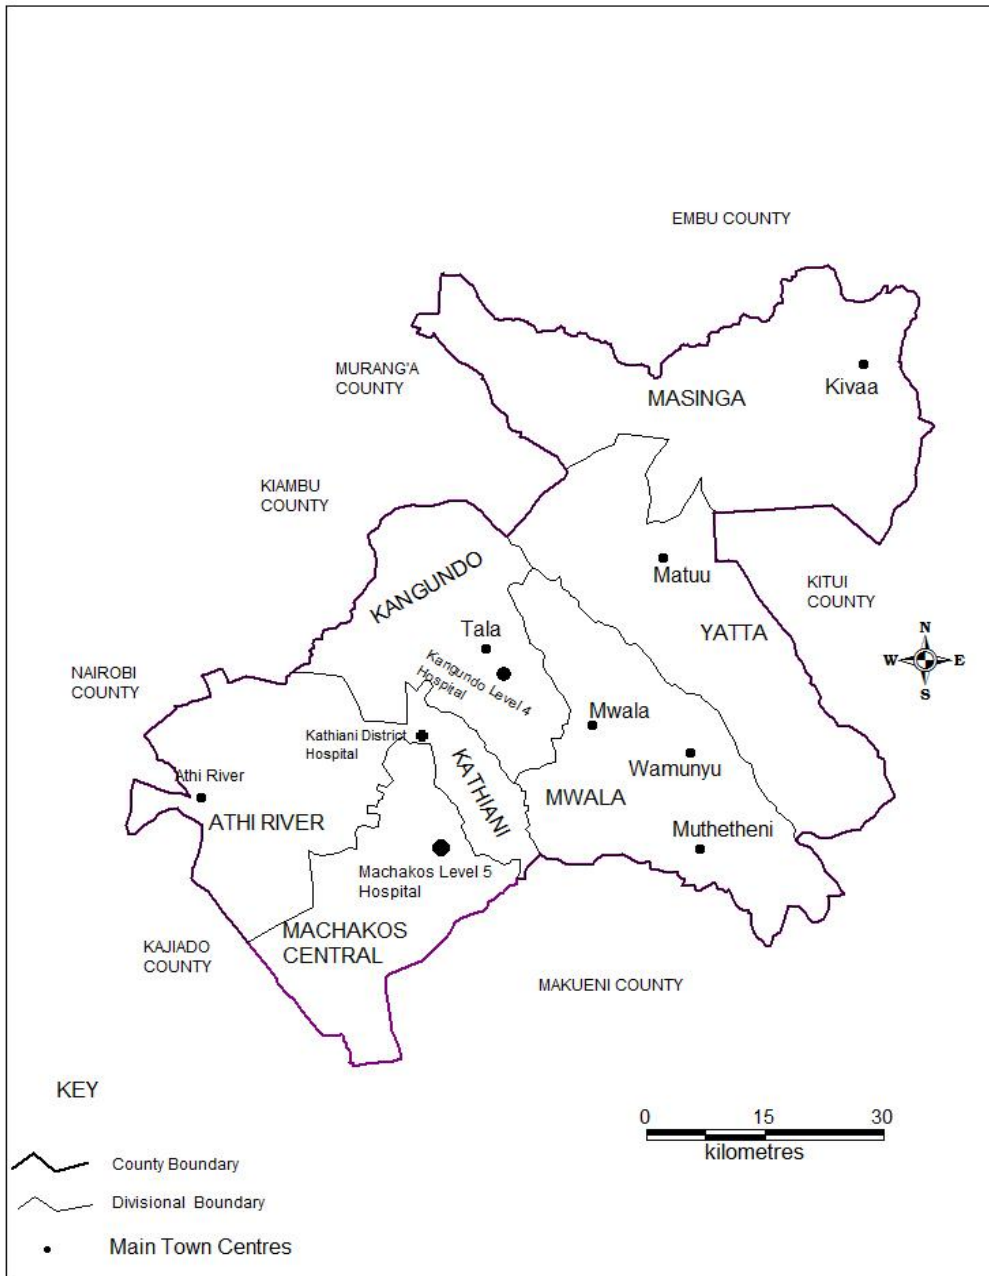 EMBU COUNTY
MURANG'A
COUNTY
Kivaa
MASINGA
KIAMBU
COUNTY
Matuu
KITUI
COUNTY
KANGUNDO
YATTA
Tala
N
W
E
S
NAIROBI
COUNTY
Kangundo Level 4
Hospital
Mwala
Kathiani District
Hospital
Wamunyu
KATHIANI
Athi River
MWALA
ATHI RIVER
Muthetheni
Machakos Level 5
Hospital
MACHAKOS
CENTRAL
KAJIADO
COUNTY
MAKUENI COUNTY
KEY
0 15 30
kilometres
County Boundary
Divisional Boundary
Main Town Centres